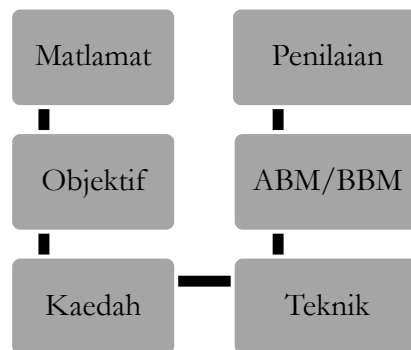 Matlamat
Objektif
Kaedah
Teknik
ABM/BBM
Penilaian